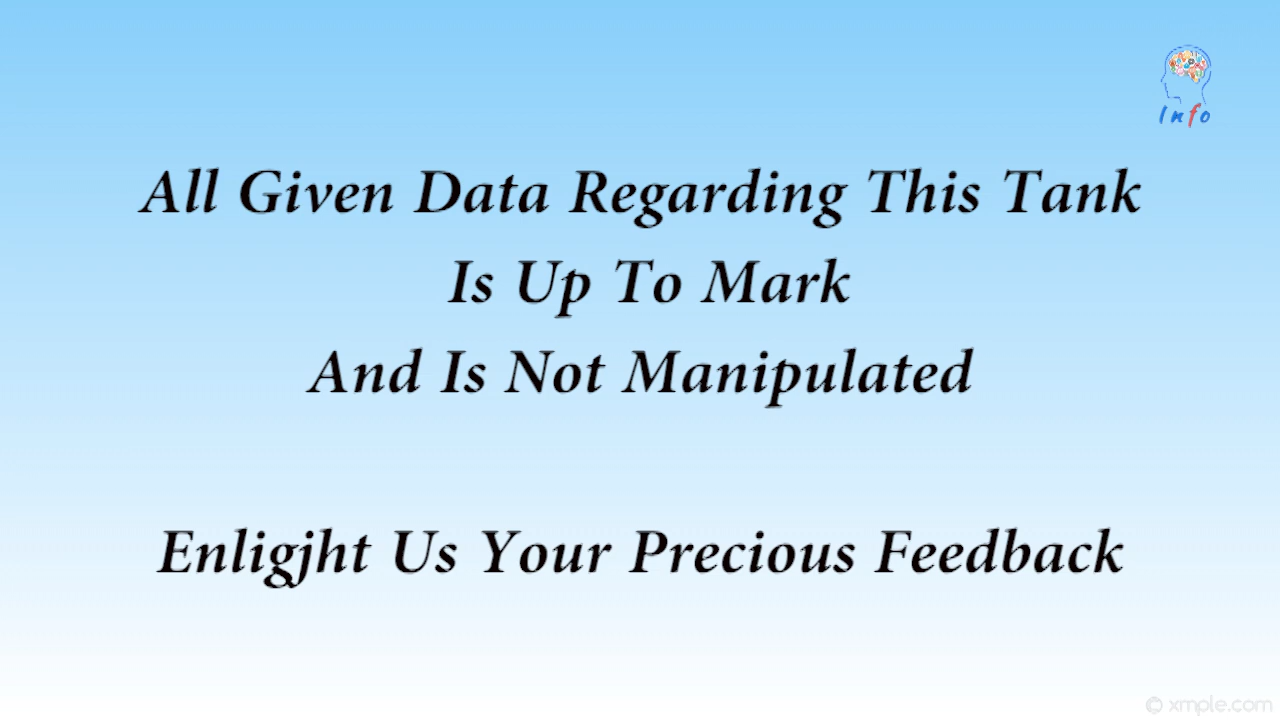 Info
All Given Data Regarding This Tank
Is Up To Mark
And Is Not Manipulated
Enligjht Us Your Precious Feedback
© xmple.com